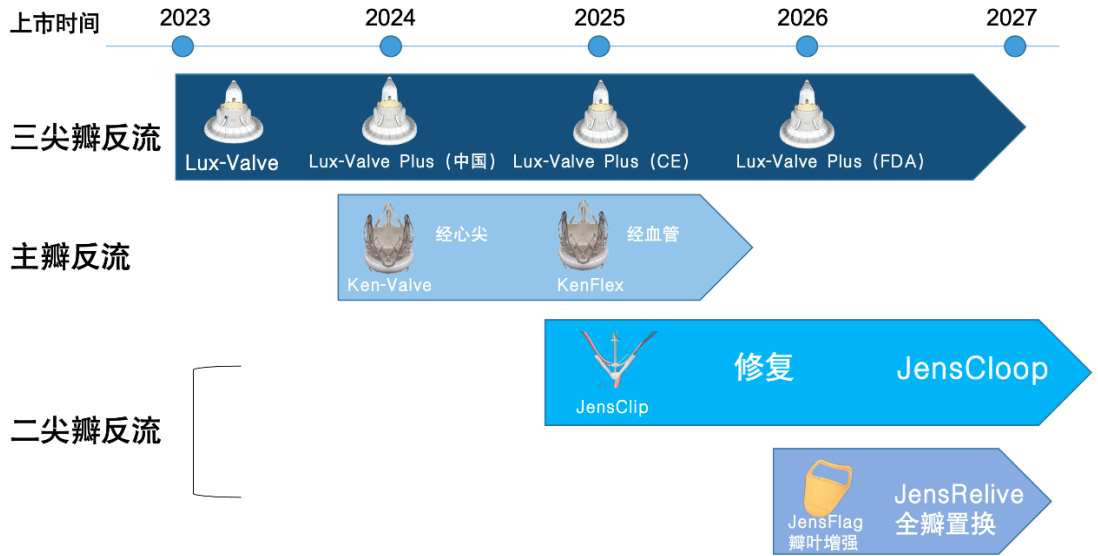 上市时间
2023
2024
2025
2026
2027
三尖瓣反流
Lux-Valve
Lux-Valve Plus (中国)
Lux-Valve Plus (CE)
Lux-Valve Plus (FDA)
主瓣反流
经心尖
Ken-Valve
经血管
KenFlex
二尖瓣反流
JensClip
修复
JensCloop
JensFlag
瓣叶增强
JensRelive
全瓣置换